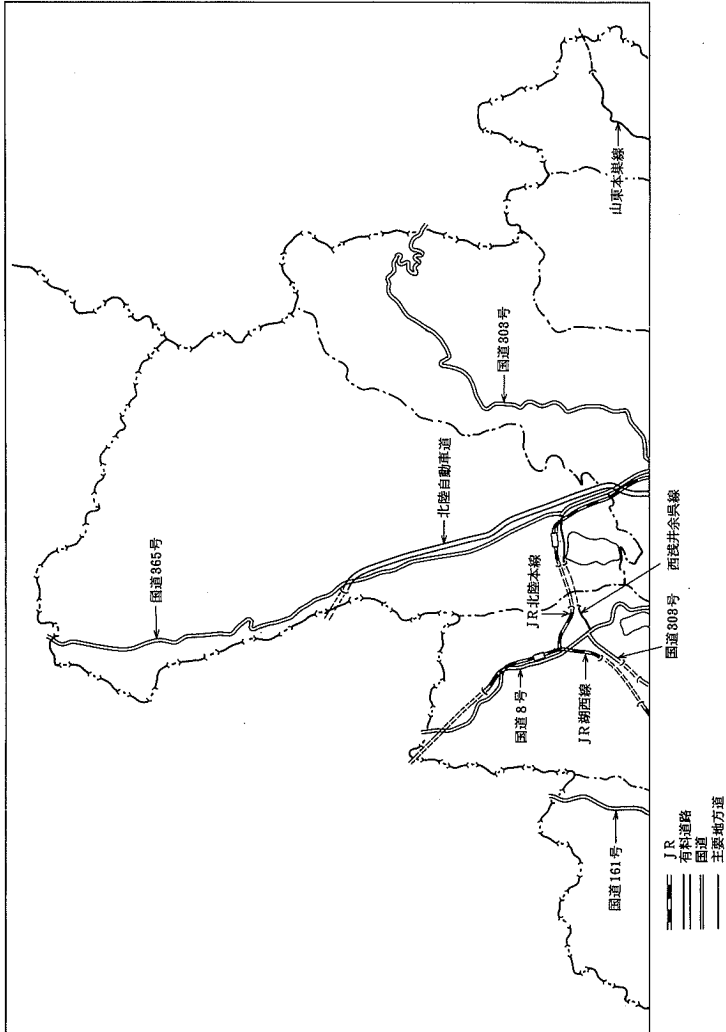 山東本巣線
国道303号
北陸自動車道
国道365号
西浅井余呉線
JR北陸本線
国道303号
国道8号
JR湖西線
国道161号
JR
有料道路
国道
主要地方道